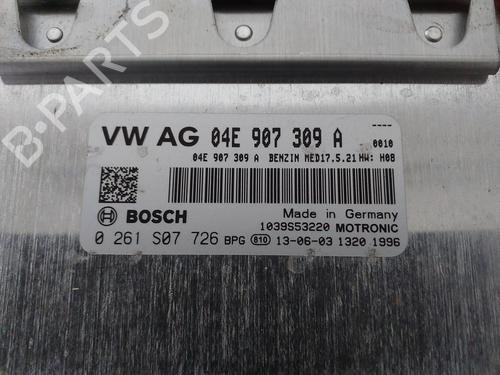 VW AG 04E 907 309 A
----
0010
04E 907 309 A BENZIN MED17.5.21 HW: H08
BOSCH
Made in Germany
1039S53220 MOTRONIC
0 261 S07 726 BPG 810 13-06-03 1320 1996
B-PARTS